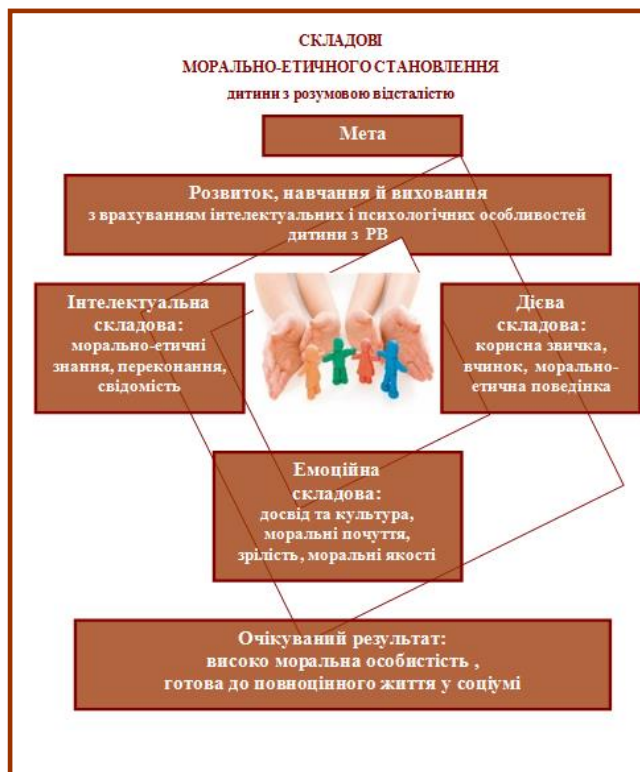 СКЛАДОВІ
МОРАЛЬНО-ЕТИЧНОГО СТАНОВЛЕННЯ
дитини з розумовою відсталістю
Мета
Розвиток, навчання й виховання
з врахуванням інтелектуальних і психологічних особливостей
дитини з РВ
Інтелектуальна
складова:
морально-етичні
знання, переконання,
свідомість
Дієва
складова:
корисна звичка,
вчинок, морально-
етична поведінка
Емоційна
складова:
досвід та культура,
моральні почуття,
зрілість, моральні якості
Очікуваний результат:
високо моральна особистість ,
готова до повноцінного життя у соціумі